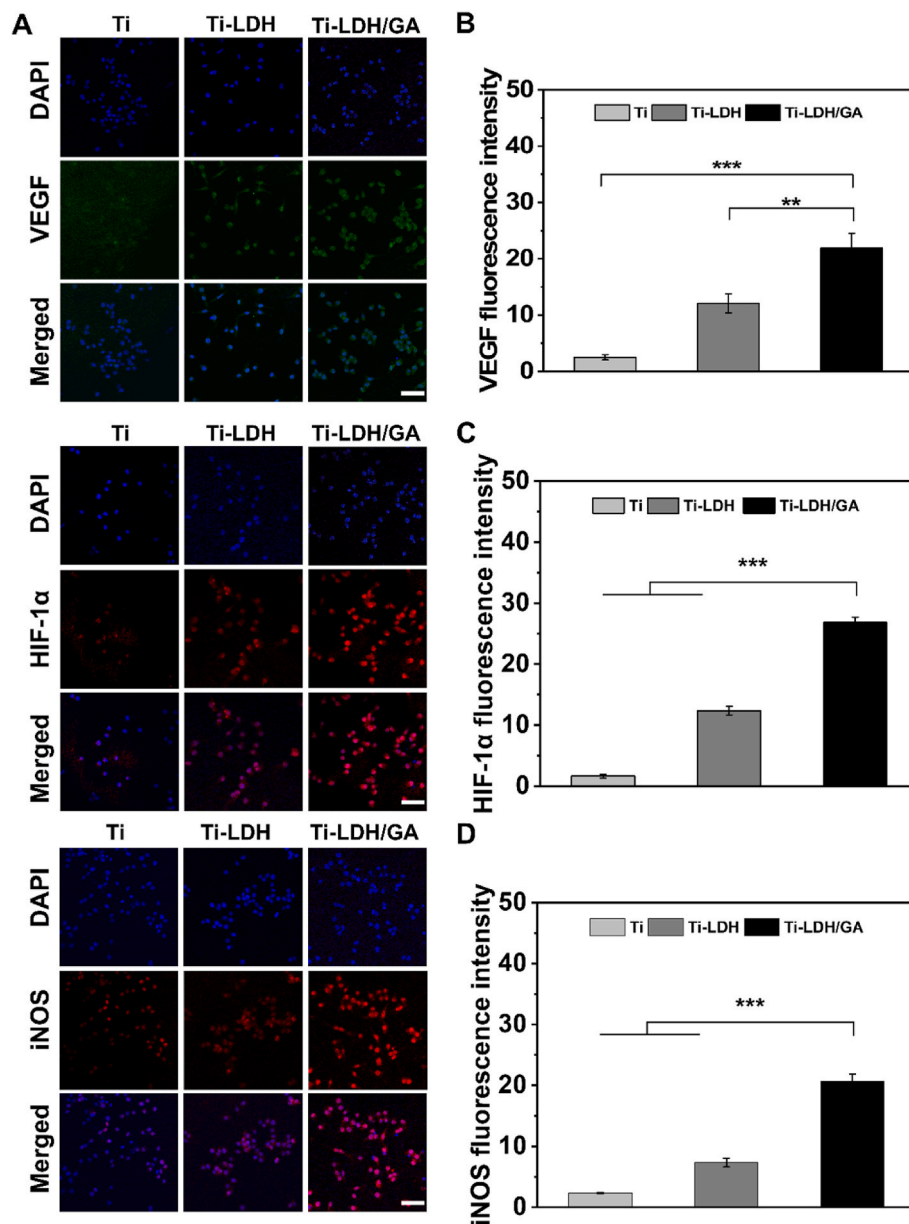 A
Ti Ti-LDH Ti-LDH/GA
DAPI
VEGF
Merged
Ti Ti-LDH Ti-LDH/GA
DAPI
HIF-1α
Merged
Ti Ti-LDH Ti-LDH/GA
DAPI
iNOS
Merged
B
VEGF fluorescence intensity
50
40
30
20
10
0
Ti Ti-LDH Ti-LDH/GA
***
**
C
HIF-1α fluorescence intensity
50
40
30
20
10
0
Ti Ti-LDH Ti-LDH/GA
***
D
iNOS fluorescence intensity
50
40
30
20
10
0
Ti Ti-LDH Ti-LDH/GA
***